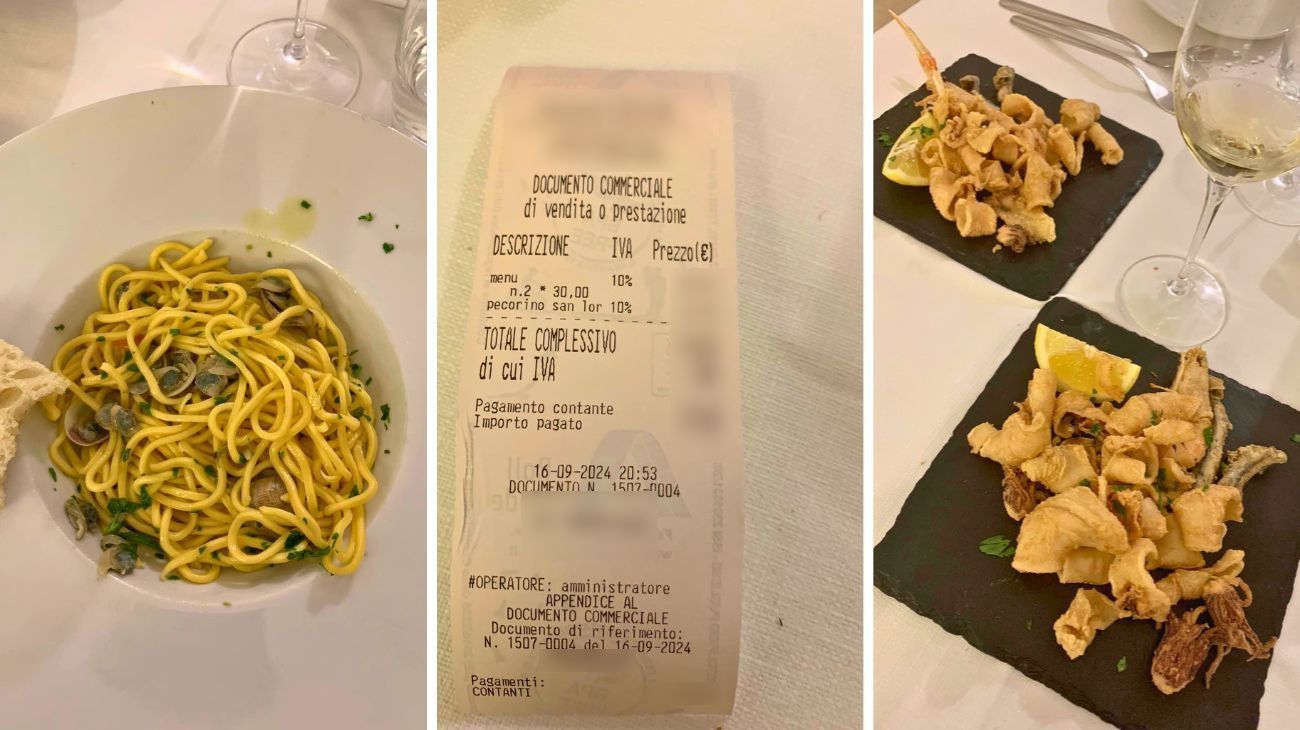 DOCUMENTO COMMERCIALE
di vendita o prestazione
DESCRIZIONE IVA Prezzo(€)
menu 10%
n.2 * 30,00
pecorino san lor 10%
TOTALE COMPLESSIVO
di cui IVA
Pagamento contante
Importo pagato
16-09-2024 20:53
DOCUMENTO N. 1507-0004
#OPERATORE: amministratore
APPENDICE AL
DOCUMENTO COMMERCIALE
Documento di riferimento:
N. 1507-0004 del 16-09-2024
Pagamenti:
CONTANTI